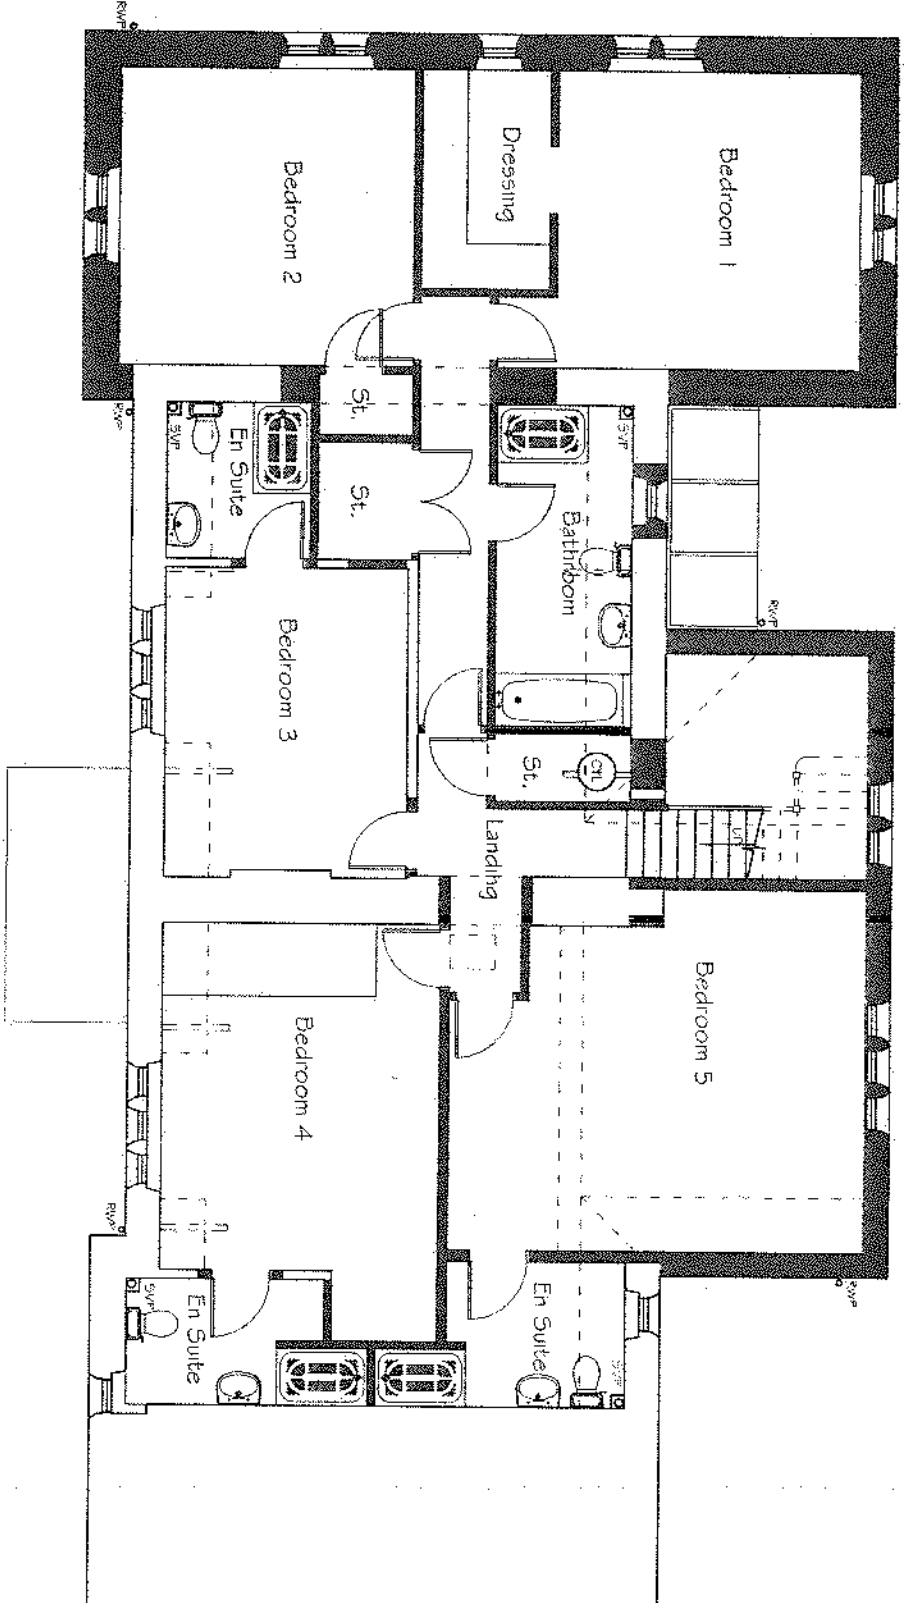 RWP
Bedroom 1
Dressing
Bedroom 2
RWP
St.
SVP
En Suite
St.
SVP
Bathroom
RWP
Bedroom 3
St.
CYL
Landing
Bedroom 5
Bedroom 4
RWP
RWP
SVP
En Suite
En Suite
SVP